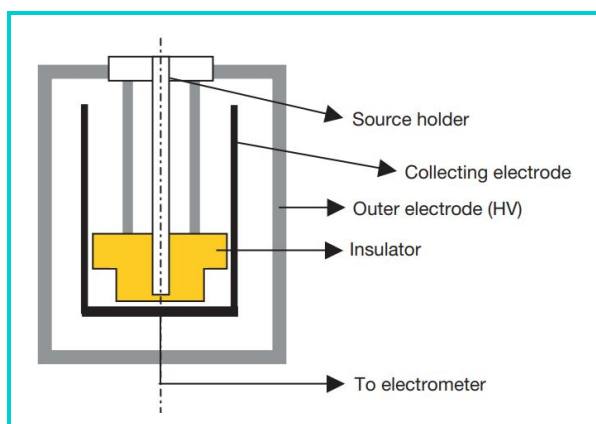 Source holder
Collecting electrode
Outer electrode (HV)
Insulator
To electrometer